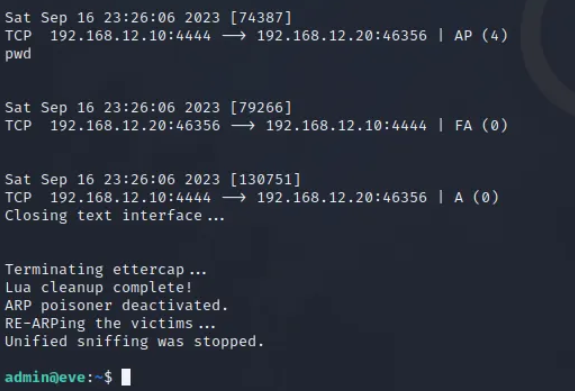 Sat Sep 16 23:26:06 2023 [74387]
TCP  192.168.12.10:4444 --> 192.168.12.20:46356 | AP (4)
pwd
Sat Sep 16 23:26:06 2023 [79266]
TCP  192.168.12.20:46356 --> 192.168.12.10:4444 | FA (0)
Sat Sep 16 23:26:06 2023 [130751]
TCP  192.168.12.10:4444 --> 192.168.12.20:46356 | A (0)
Closing text interface...
Terminating ettercap...
Lua cleanup complete!
ARP poisoner deactivated.
RE-ARPing the victims...
Unified sniffing was stopped.
admin@eve:~$